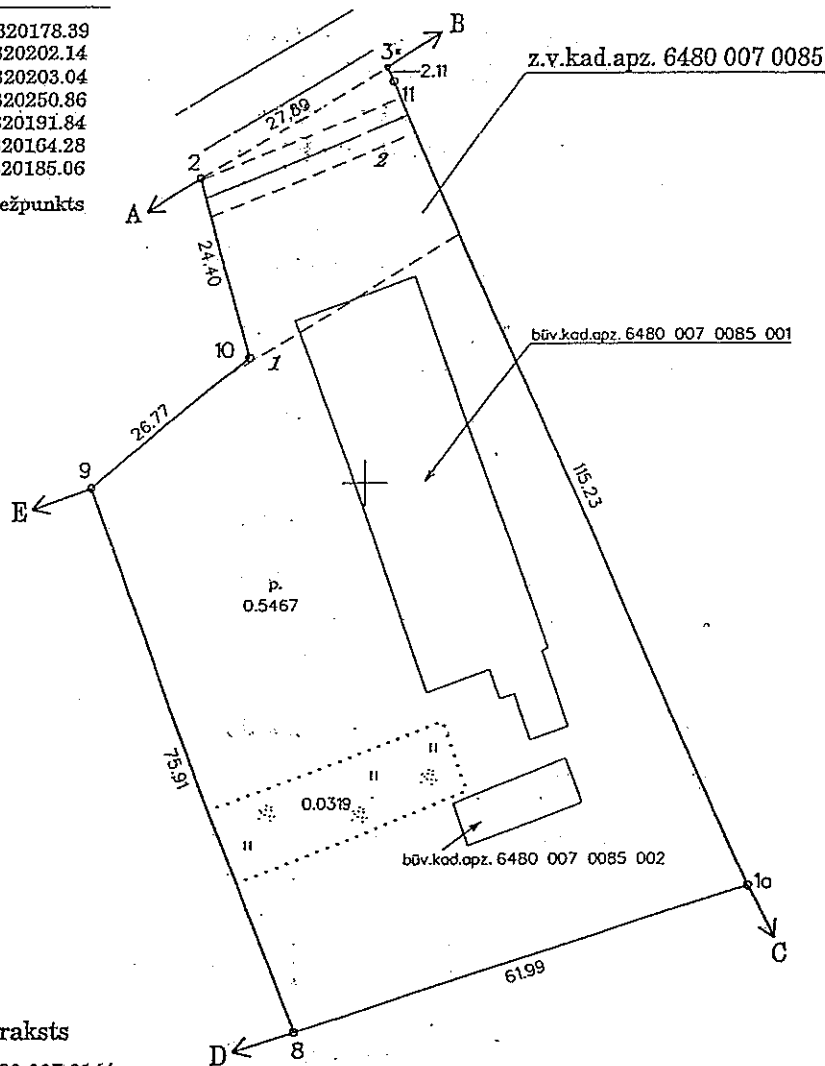 320178.39
320202.14
320203.04
320250.86
320191.84
320164.28
20185.06
ežpunkts
B
3
2.11
11
z.v.kad.apz. 6480 007 0085
27,89
2
2
A
24,40
10
1
būv.kad.apz. 6480 007 0085 001
26.77
9
E
115.23
p.
0.5467
75.91
0.0319
būv.kad.apz. 6480 007 0085 002
1a
C
61.99
raksts
D
8